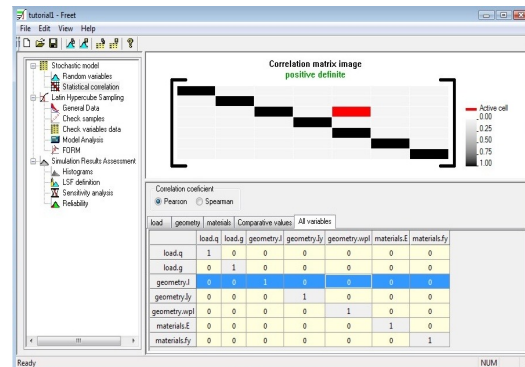 tutorial1 - Freet
File Edit View Help
Stochastic model
Random variables
Statistical correlation
Latin Hypercube Sampling
General Data
Check samples
Check variables data
Model Analysis
FORM
Simulation Results Assessment
Histograms
LSF definition
Sensitivity analysis
Reliability
Correlation matrix image
positive definite
Active cell
0.00
0.25
0.50
0.75
1.00
Correlation coeficient
Pearson Spearman
load geometry materials Comparative values All variables
load.q load.g geometry.l geometry.Iy geometry.wpl materials.E materials.fy
load.q 1 0 0 0 0 0 0
load.g 0 1 0 0 0 0 0
geometry.l 0 0 1 0 0 0 0
geometry.Iy 0 0 0 1 0 0 0
geometry.wpl 0 0 0 0 1 0 0
materials.E 0 0 0 0 0 1 0
materials.fy 0 0 0 0 0 0 1
Ready NUM